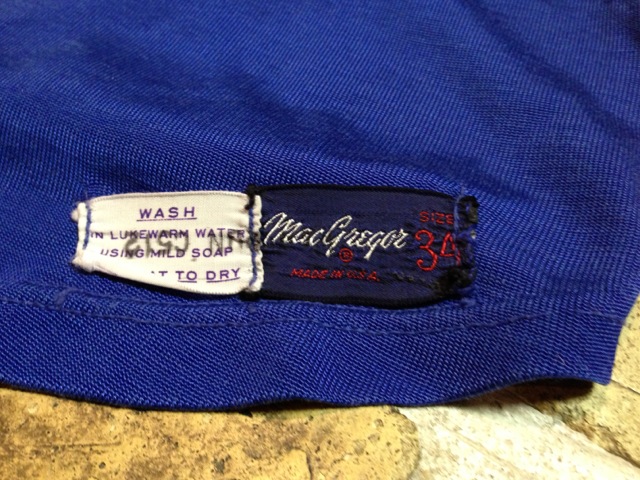 WASH
IN LUKEWARM WATER
USING MILD SOAP
TO DRY
MacGregor
®
MADE IN U.S.A.
SIZE
34